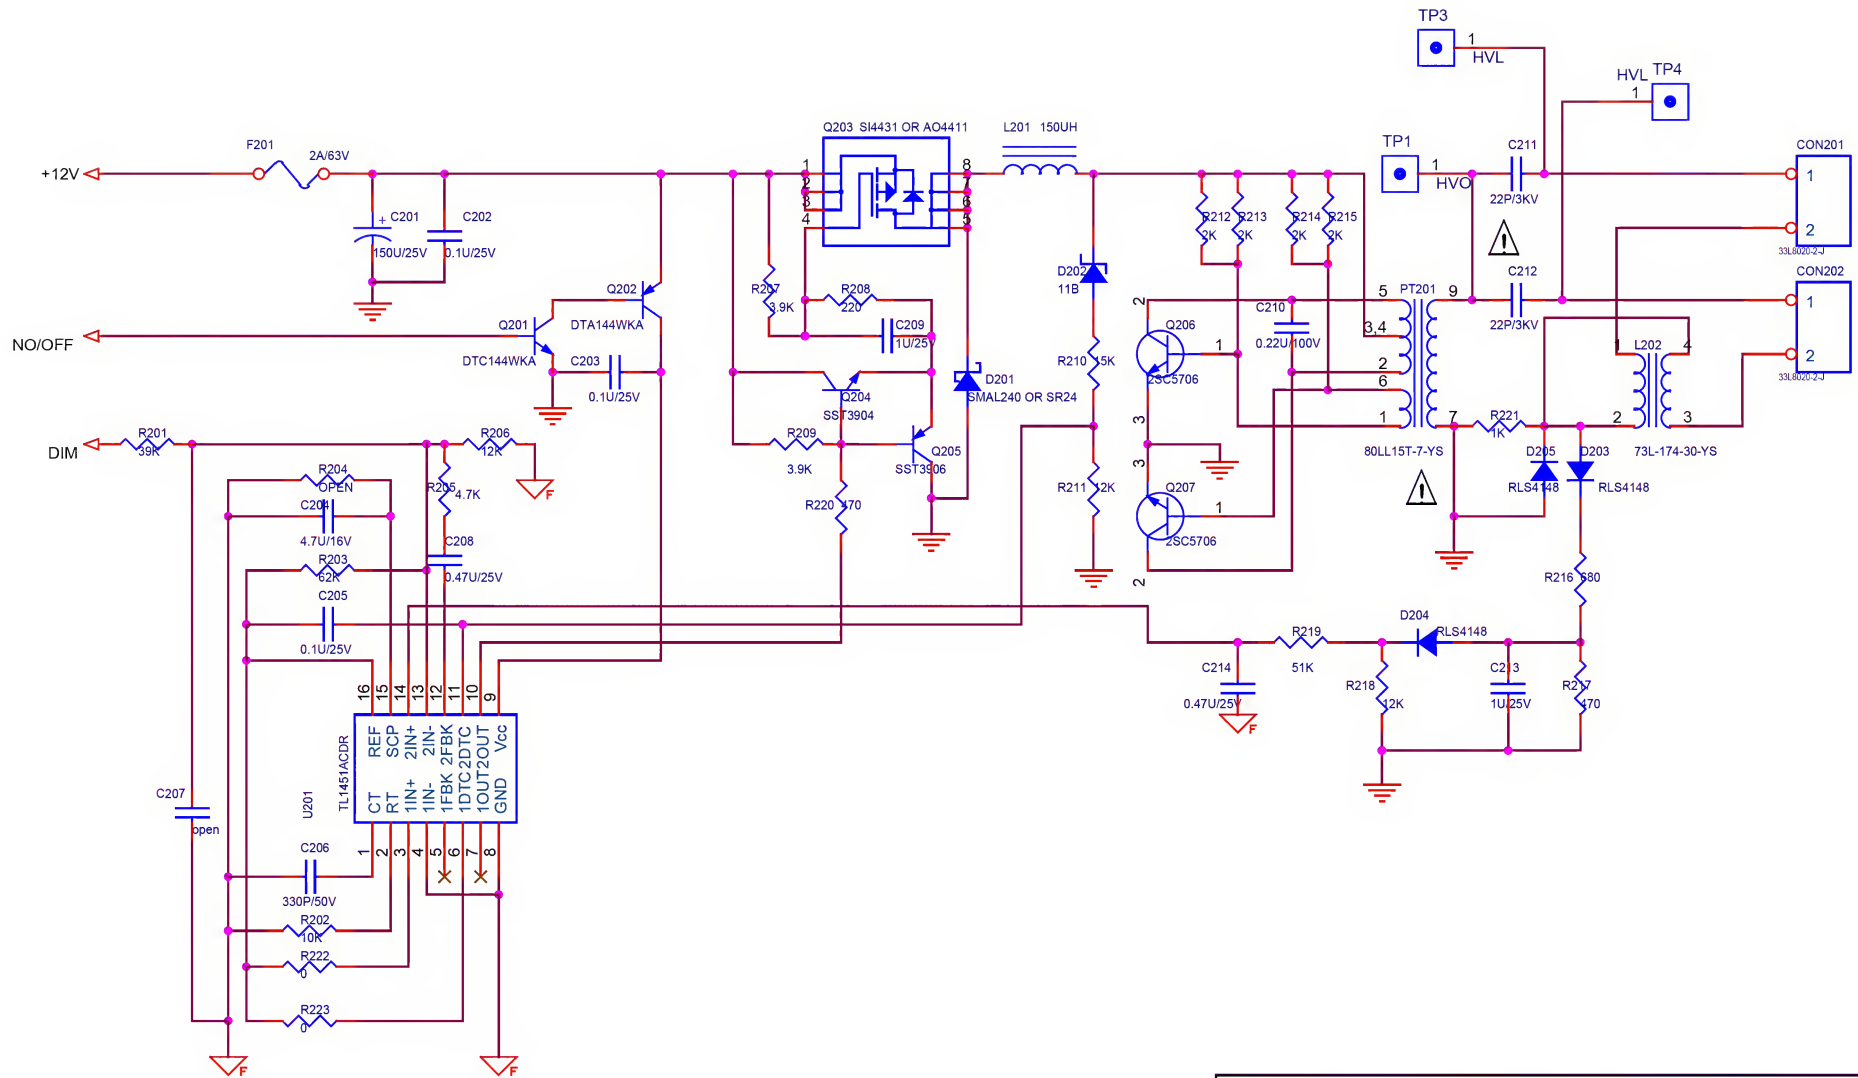 TP3
1
HVL
HVL TP4
1
Q203 SI4431 OR AO4411
L201 150UH
F201
2A/63V
+12V
TP1
1
HVO
C211
22P/3KV
CON201
1
2
33L8020-2-J
1
2
3
4
8
7
6
5
C201
+
150U/25V
C202
0.1U/25V
R212
2K
R213
2K
R214
2K
R215
2K
D202
11B
C212
22P/3KV
CON202
1
2
33L8020-2-J
Q202
DTA144WKA
Q201
DTC144WKA
NO/OFF
C203
0.1U/25V
R207
3.9K
R208
220
C209
1U/25V
Q204
SST3904
D201
SMAL240 OR SR24
R210 15K
2
Q206
1
2SC5706
3
C210
0.22U/100V
5
PT201
9
3,4
2
6
1
7
80LL15T-7-YS
1
L202
4
2
3
73L-174-30-YS
R221
1K
D205
RLS4148
D203
RLS4148
DIM
R201
39K
R206
12K
F
R209
3.9K
Q205
SST3906
R204
OPEN
R205
4.7K
C204
4.7U/16V
R220 470
R211 12K
3
Q207
1
2SC5706
2
C208
0.47U/25V
R203
62K
C205
0.1U/25V
R216 680
D204
RLS4148
R219
51K
C214
0.47U/25V
F
R218
12K
C213
1U/25V
R217
470
16
15
14
13
12
11
10
9
REF
SCP
2IN+
2IN-
2FBK
2DTC
2OUT
Vcc
TL1451ACDR
U201
CT
RT
1IN+
1IN-
1FBK
1DTC
1OUT
GND
1
2
3
4
5
6
7
8
C207
open
C206
330P/50V
R202
10K
R222
0
R223
0
F
F